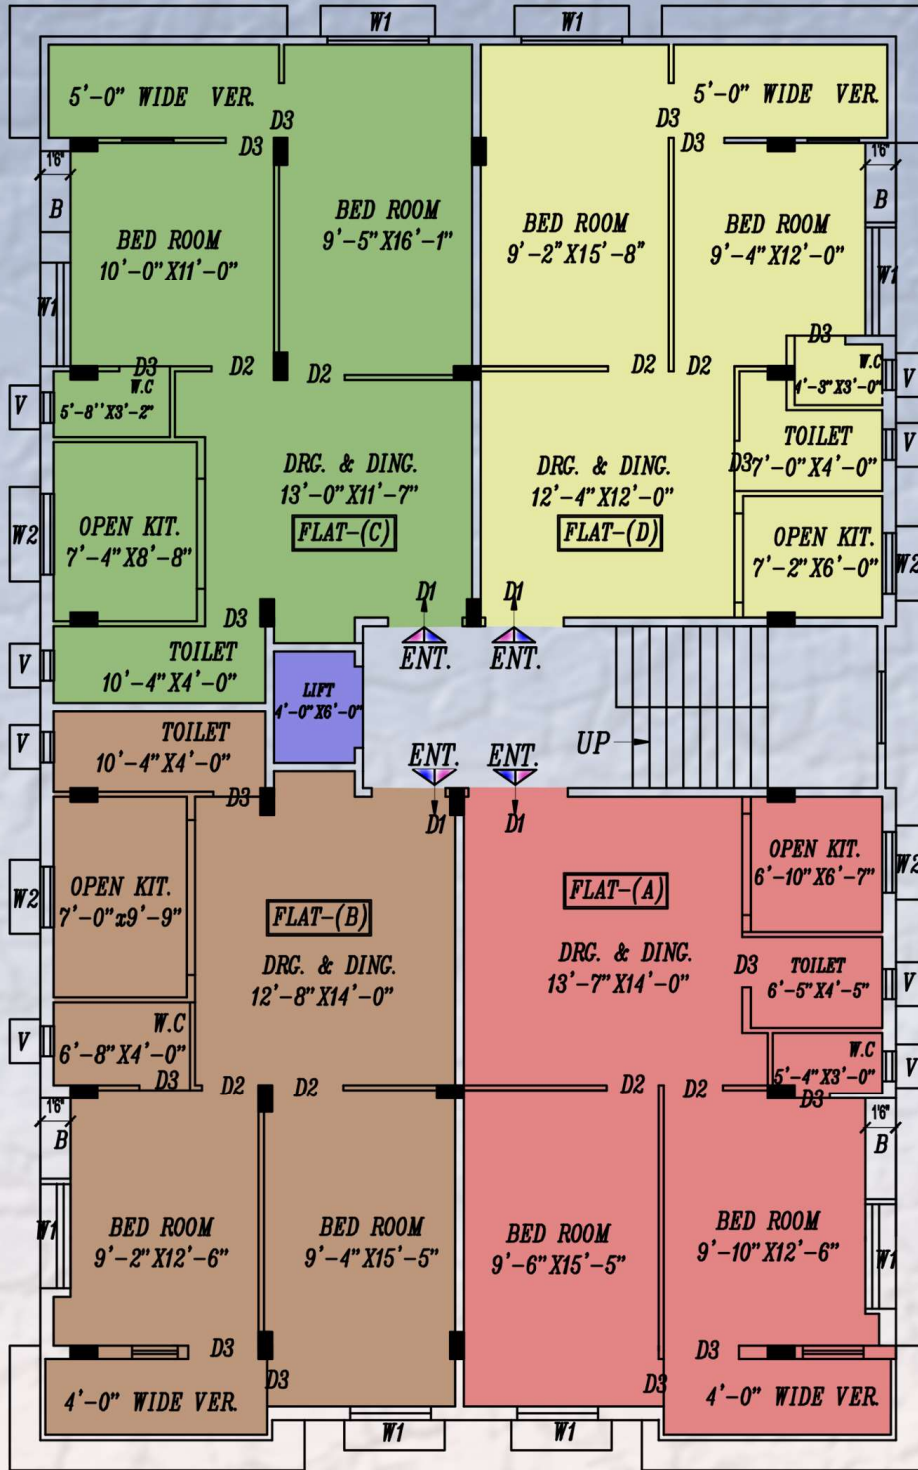 W1
W1
5'-0" WIDE VER.
5'-0" WIDE VER.
D3
D3
D3
D3
1'6"
1'6"
B
B
BED ROOM
9'-5"X16'-1"
BED ROOM
9'-2"X15'-8"
BED ROOM
10'-0"X11'-0"
BED ROOM
9'-4"X12'-0"
W1
W1
D3
D3
D2
D2
D2
D2
W.C
5'-8''X3'-2"
W.C
4'-3"X3'-0"
V
V
TOILET
7'-0"X4'-0"
D3
V
DRG. & DING.
13'-0"X11'-7"
FLAT-(C)
DRG. & DING.
12'-4"X12'-0"
FLAT-(D)
OPEN KIT.
7'-4"X8'-8"
W2
OPEN KIT.
7'-2"X6'-0"
W2
D1
D1
D3
ENT.
ENT.
TOILET
10'-4"X4'-0"
V
LIFT
4'-0"X6'-0"
TOILET
10'-4"X4'-0"
V
UP
ENT.
ENT.
D3
D1
D1
OPEN KIT.
7'-0"x9'-9"
W2
OPEN KIT.
6'-10"X6'-7"
W2
FLAT-(B)
DRG. & DING.
12'-8"X14'-0"
FLAT-(A)
DRG. & DING.
13'-7"X14'-0"
D3
TOILET
6'-5"X4'-5"
V
W.C
6'-8"X4'-0"
V
W.C
5'-4"X3'-0"
V
D3
D2
D2
D2
D2
D3
1'6"
1'6"
B
B
BED ROOM
9'-2"X12'-6"
BED ROOM
9'-4"X15'-5"
BED ROOM
9'-6"X15'-5"
BED ROOM
9'-10"X12'-6"
W1
W1
D3
D3
D3
D3
4'-0" WIDE VER.
4'-0" WIDE VER.
W1
W1